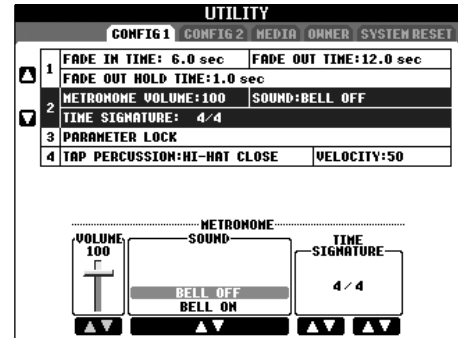 UTILITY
CONFIG 1 CONFIG 2 MEDIA OWNER SYSTEM RESET
1 FADE IN TIME: 6.0 sec FADE OUT TIME:12.0 sec
FADE OUT HOLD TIME:1.0 sec
2 METRONOME VOLUME:100 SOUND:BELL OFF
TIME SIGNATURE: 4/4
3 PARAMETER LOCK
4 TAP PERCUSSION:HI-HAT CLOSE VELOCITY:50
METRONOME
VOLUME SOUND TIME SIGNATURE
100
4/4
BELL OFF
BELL ON